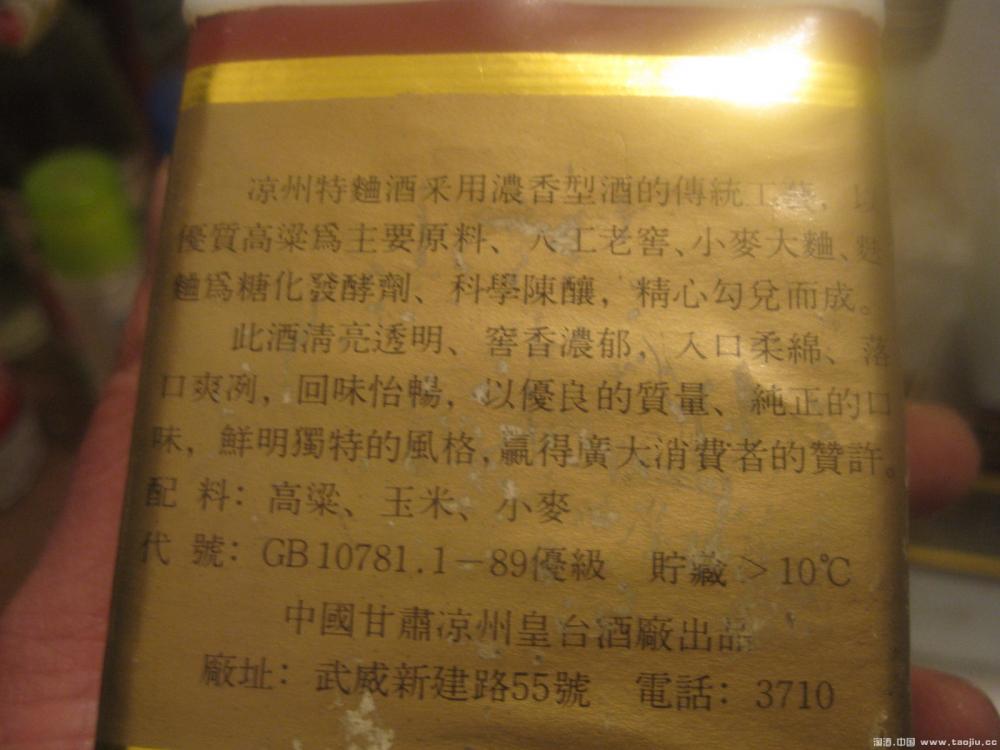 凉州特麯酒采用濃香型酒的傳統工藝，以
優質高粱爲主要原料、人工老窖、小麥大麯、麩
麯爲糖化發酵劑、科學陳釀，精心勾兌而成。
此酒清亮透明、窖香濃郁，入口柔綿、落
口爽洌，回味怡暢，以優良的質量、純正的口
味，鮮明獨特的風格，贏得廣大消費者的贊許。
配 料：高粱、玉米、小麥
代 號：GB10781.1－89優級 貯藏＞10℃
中國甘肅凉州皇台酒廠出品
廠址：武威新建路55號 電話：3710
淘酒.中国 www.taojiu.cc